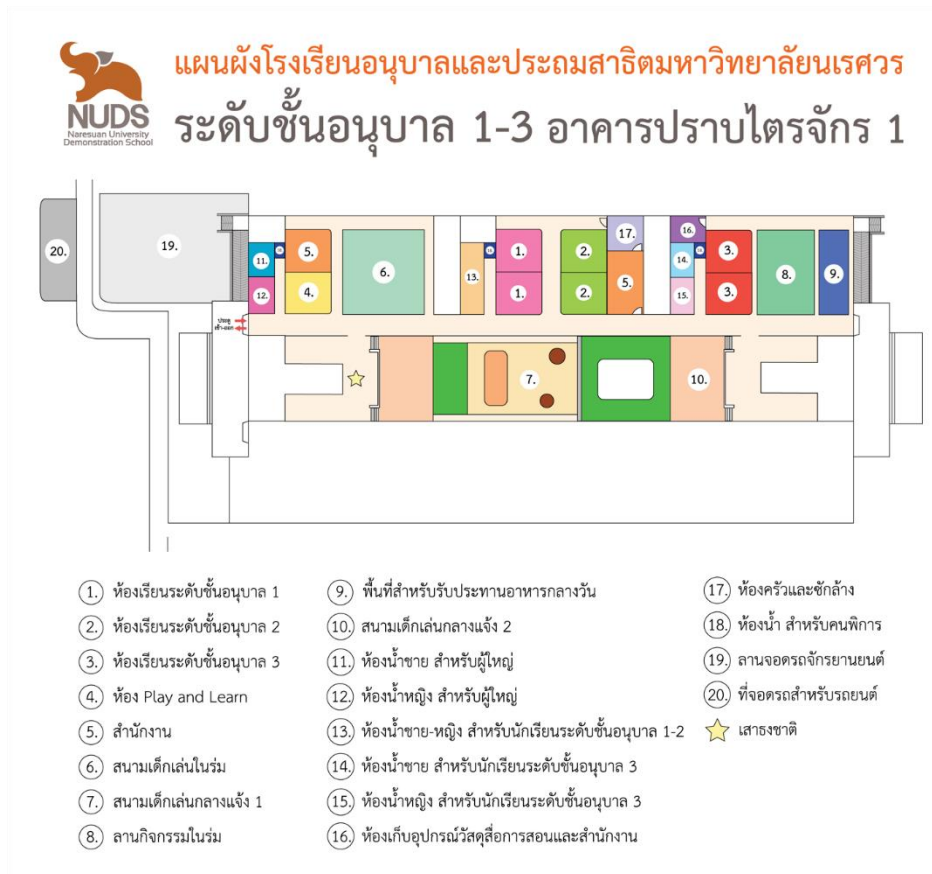 แผนผังโรงเรียนอนุบาลและประถมสาธิตมหาวิทยาลัยนเรศวร
NUDS
Naresuan University
Demonstration School
ระดับชั้นอนุบาล 1-3 อาคารปราบไตรจักร 1
20.
19.
11.
18
5.
6.
12.
4.
13.
18
1.
1.
2.
2.
17.
5.
16.
14.
18
15.
3.
3.
8.
9.
ประตู
เข้า-ออก
7.
10.
1. ห้องเรียนระดับชั้นอนุบาล 1
2. ห้องเรียนระดับชั้นอนุบาล 2
3. ห้องเรียนระดับชั้นอนุบาล 3
4. ห้อง Play and Learn
5. สำนักงาน
6. สนามเด็กเล่นในร่ม
7. สนามเด็กเล่นกลางแจ้ง 1
8. ลานกิจกรรมในร่ม
9. พื้นที่สำหรับรับประทานอาหารกลางวัน
10. สนามเด็กเล่นกลางแจ้ง 2
11. ห้องน้ำชาย สำหรับผู้ใหญ่
12. ห้องน้ำหญิง สำหรับผู้ใหญ่
13. ห้องน้ำชาย-หญิง สำหรับนักเรียนระดับชั้นอนุบาล 1-2
14. ห้องน้ำชาย สำหรับนักเรียนระดับชั้นอนุบาล 3
15. ห้องน้ำหญิง สำหรับนักเรียนระดับชั้นอนุบาล 3
16. ห้องเก็บอุปกรณ์วัสดุสื่อการสอนและสำนักงาน
17. ห้องครัวและซักล้าง
18. ห้องน้ำ สำหรับคนพิการ
19. ลานจอดรถจักรยานยนต์
20. ที่จอดรถสำหรับรถยนต์
เสาธงชาติ